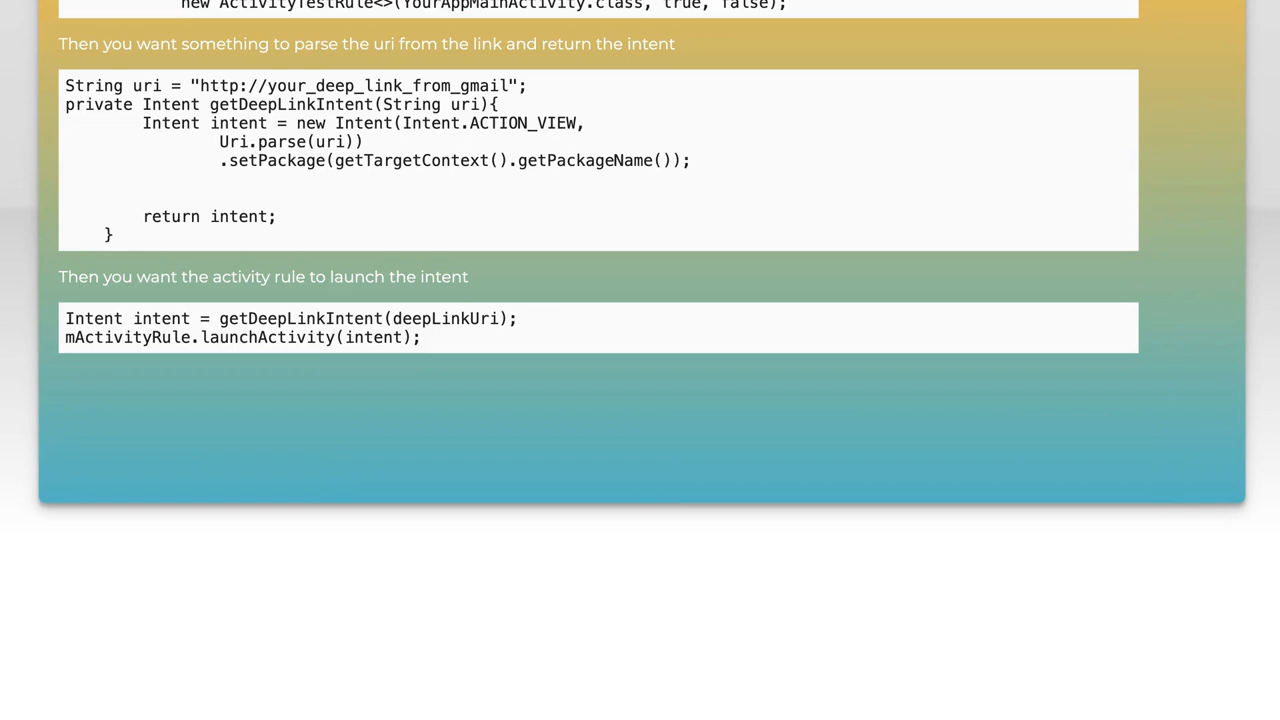 new ActivityTestRule<>(YourAppMainActivity.class, true, false);
Then you want something to parse the uri from the link and return the intent
String uri = "http://your_deep_link_from_gmail";
private Intent getDeepLinkIntent(String uri){
        Intent intent = new Intent(Intent.ACTION_VIEW,
                Uri.parse(uri))
                .setPackage(getTargetContext().getPackageName());
        return intent;
    }
Then you want the activity rule to launch the intent
Intent intent = getDeepLinkIntent(deepLinkUri);
mActivityRule.launchActivity(intent);